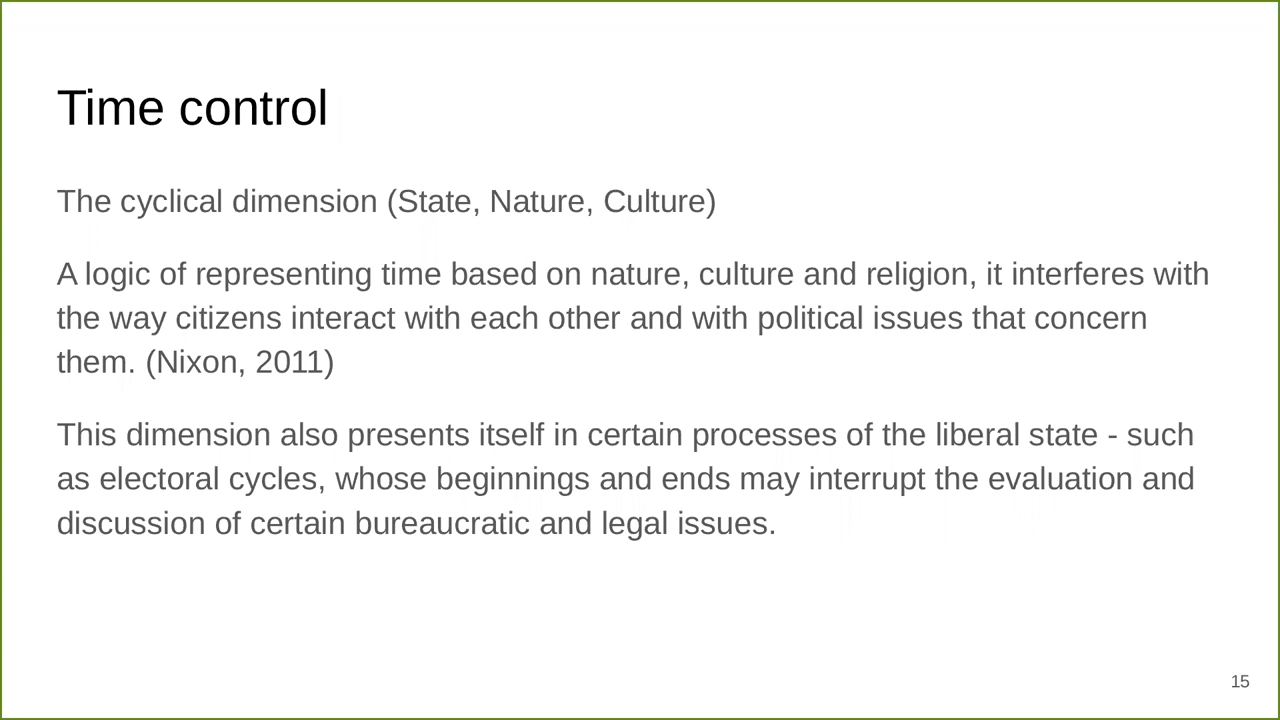 Time control
The cyclical dimension (State, Nature, Culture)
A logic of representing time based on nature, culture and religion, it interferes with
the way citizens interact with each other and with political issues that concern
them. (Nixon, 2011)
This dimension also presents itself in certain processes of the liberal state - such
as electoral cycles, whose beginnings and ends may interrupt the evaluation and
discussion of certain bureaucratic and legal issues.
15